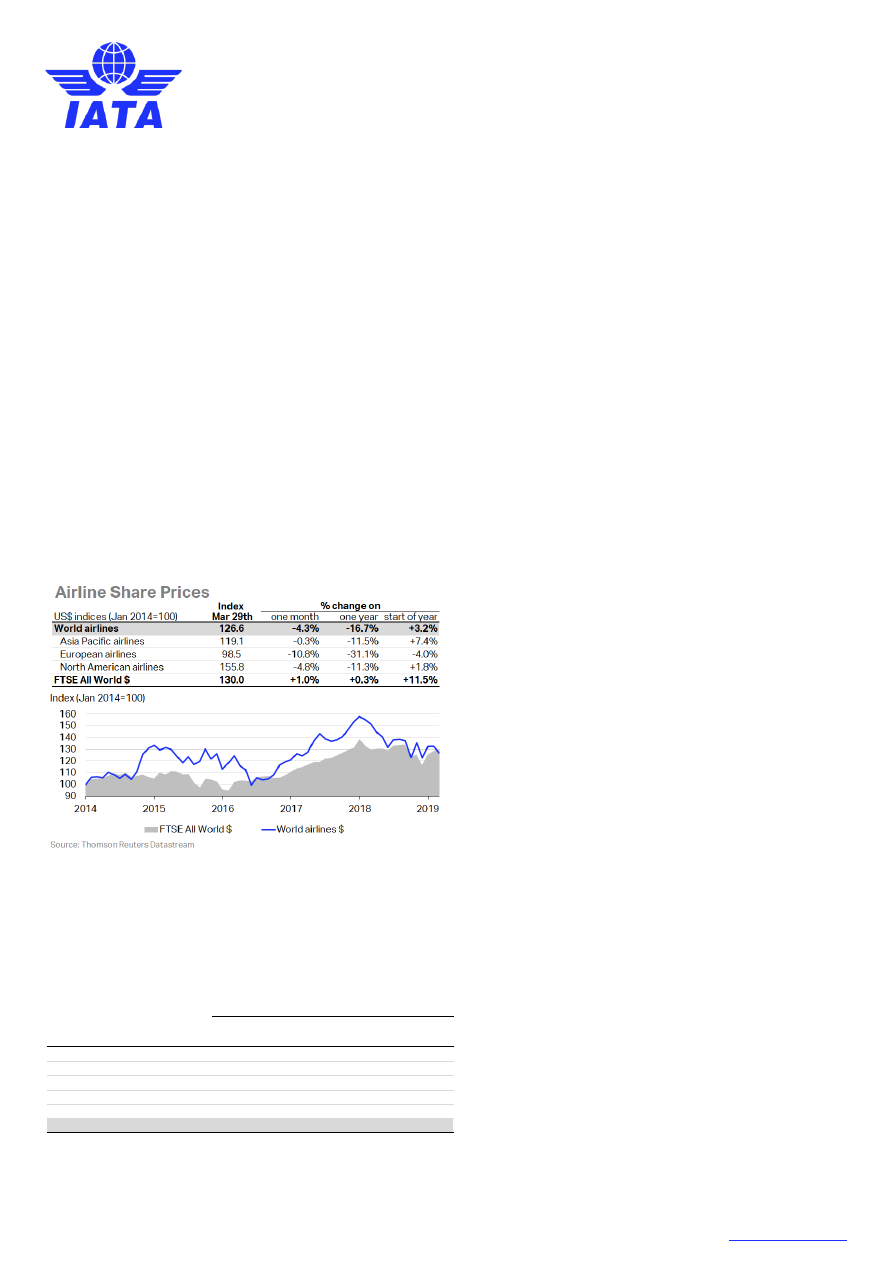 IATA
Airline Share Prices
Index % change on
US$ indices (Jan 2014=100) Mar 29th one month one year start of year
World airlines 126.6 -4.3% -16.7% +3.2%
Asia Pacific airlines 119.1 -0.3% -11.5% +7.4%
European airlines 98.5 -10.8% -31.1% -4.0%
North American airlines 155.8 -4.8% -11.3% +1.8%
FTSE All World $ 130.0 +1.0% +0.3% +11.5%
Index (Jan 2014=100)
160
150
140
130
120
110
100
90
2014 2015 2016 2017 2018 2019
FTSE All World $ World airlines $
Source: Thomson Reuters Datastream